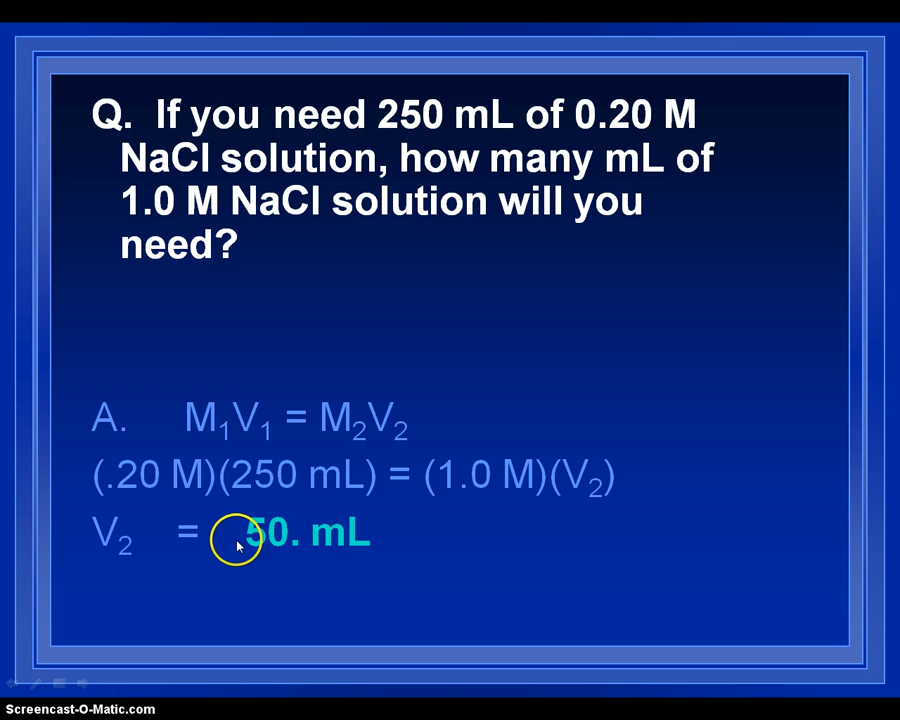 Q. If you need 250 mL of 0.20 M
NaCl solution, how many mL of
1.0 M NaCl solution will you
need?
A. M₁V₁ = M₂V₂
(.20 M)(250 mL) = (1.0 M)(V₂)
V₂ = 50. mL
Screencast-O-Matic.com